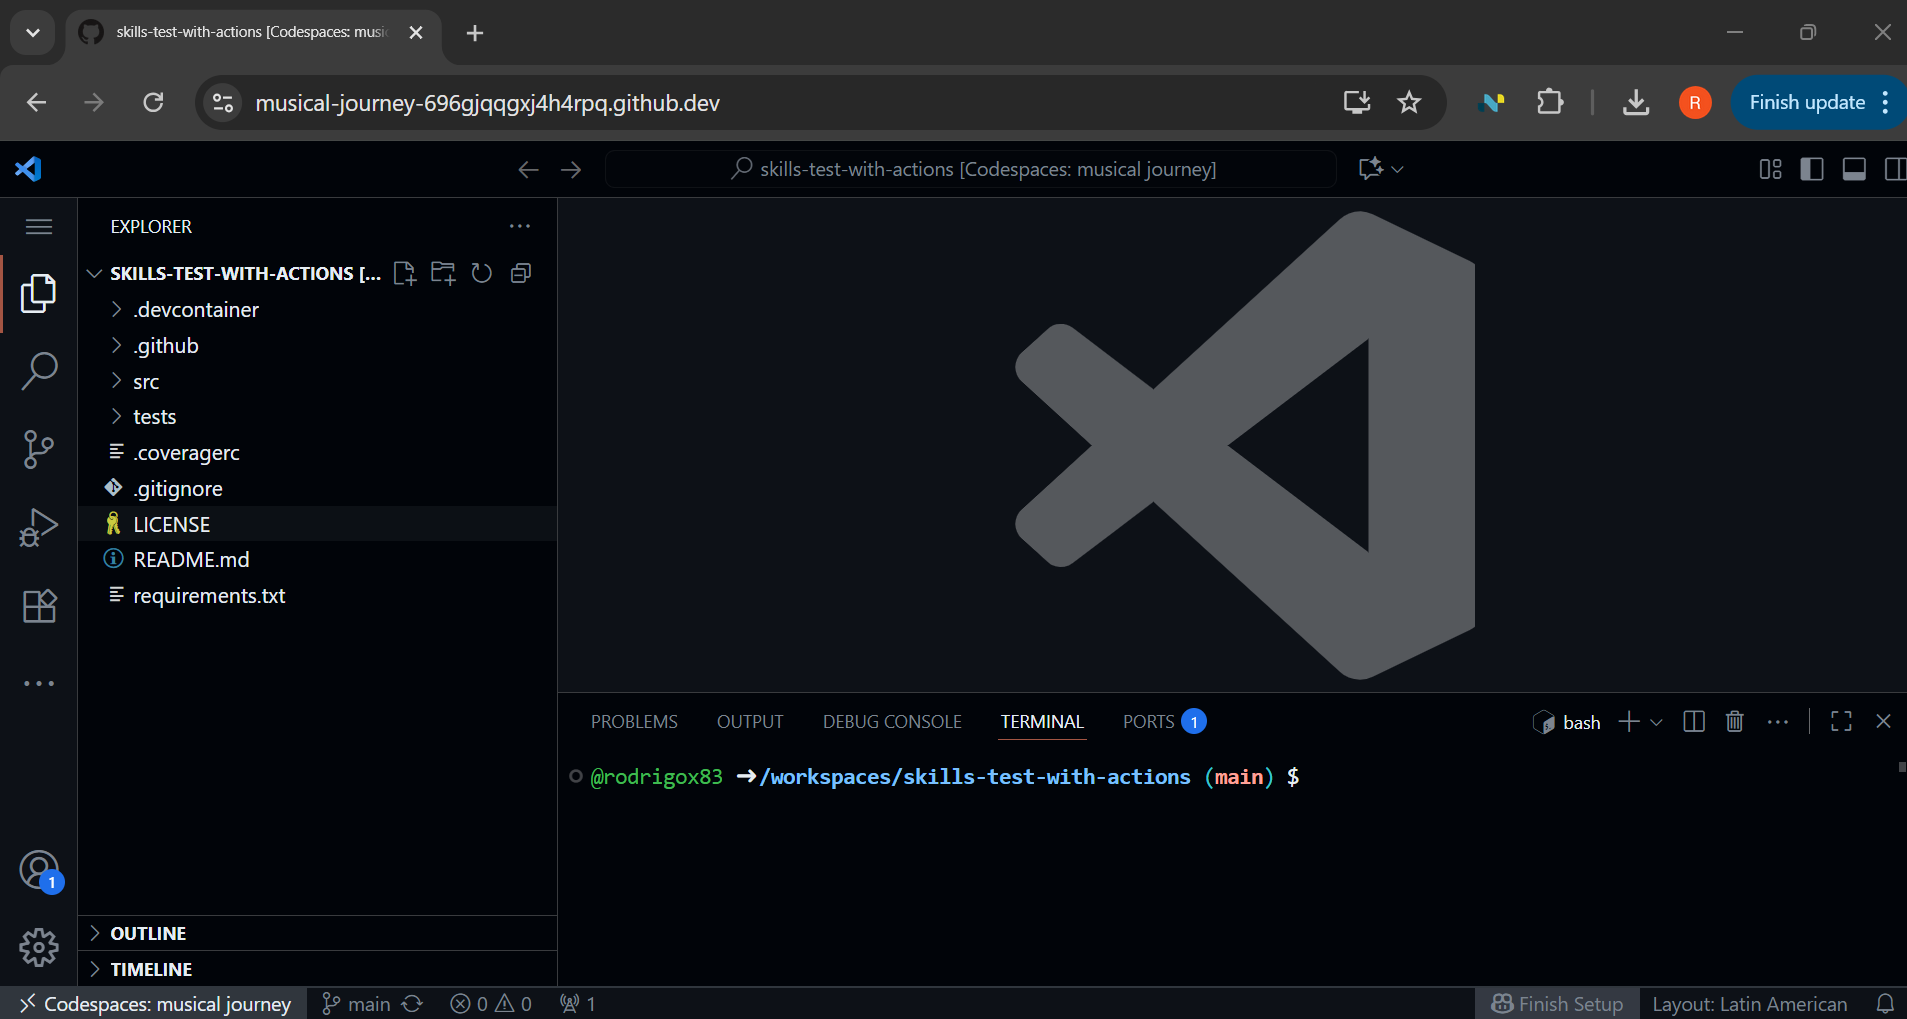 skills-test-with-actions [Codespaces: musi
musical-journey-696gjqqgxj4h4rpq.github.dev
R
Finish update
skills-test-with-actions [Codespaces: musical journey]
EXPLORER
SKILLS-TEST-WITH-ACTIONS [...
.devcontainer
.github
src
tests
.coveragerc
.gitignore
LICENSE
README.md
requirements.txt
PROBLEMS OUTPUT DEBUG CONSOLE TERMINAL PORTS 1
bash
@rodrigox83 ➜/workspaces/skills-test-with-actions (main) $
1
OUTLINE
TIMELINE
Codespaces: musical journey main 0 0 1 Finish Setup Layout: Latin American